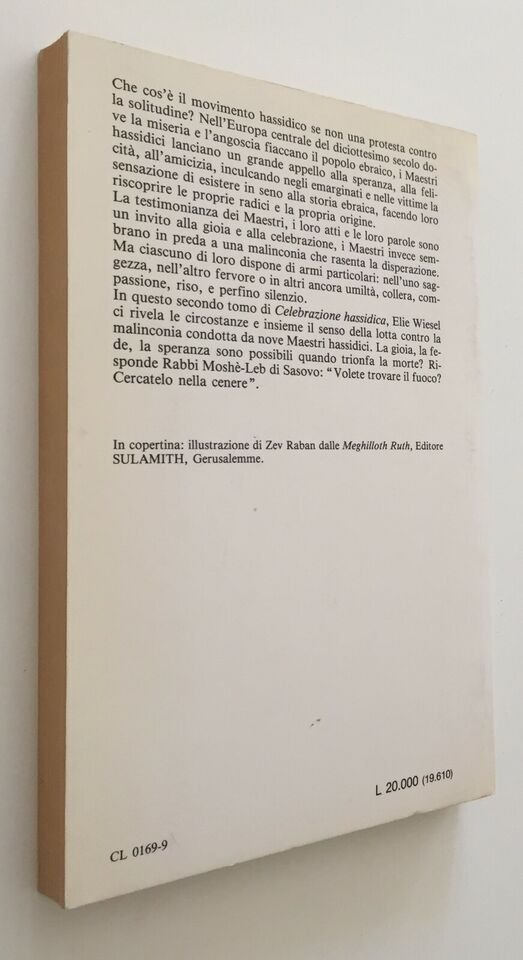 Che cos'è il movimento hassidico se non una protesta contro
la solitudine? Nell'Europa centrale del diciottesimo secolo do-
ve la miseria e l'angoscia fiaccano il popolo ebraico, i Maestri
hassidici lanciano un grande appello alla speranza, alla feli-
cità, all'amicizia, inculcando negli emarginati e nelle vittime la
sensazione di esistere in seno alla storia ebraica, facendo loro
riscoprire le proprie radici e la propria origine.
La testimonianza dei Maestri, i loro atti e le loro parole sono
un invito alla gioia e alla celebrazione, i Maestri invece sem-
brano in preda a una malinconia che rasenta la disperazione.
Ma ciascuno di loro dispone di armi particolari: nell'uno sag-
gezza, nell'altro fervore o in altri ancora umiltà, collera, com-
passione, riso, e perfino silenzio.
In questo secondo tomo di Celebrazione hassidica, Elie Wiesel
ci rivela le circostanze e insieme il senso della lotta contro la
malinconia condotta da nove Maestri hassidici. La gioia, la fe-
de, la speranza sono possibili quando trionfa la morte? Ri-
sponde Rabbi Moshè-Leb di Sasovo: "Volete trovare il fuoco?
Cercatelo nella cenere".
In copertina: illustrazione di Zev Raban dalle Meghilloth Ruth, Editore
SULAMITH, Gerusalemme.
L 20.000 (19.610)
CL 0169-9